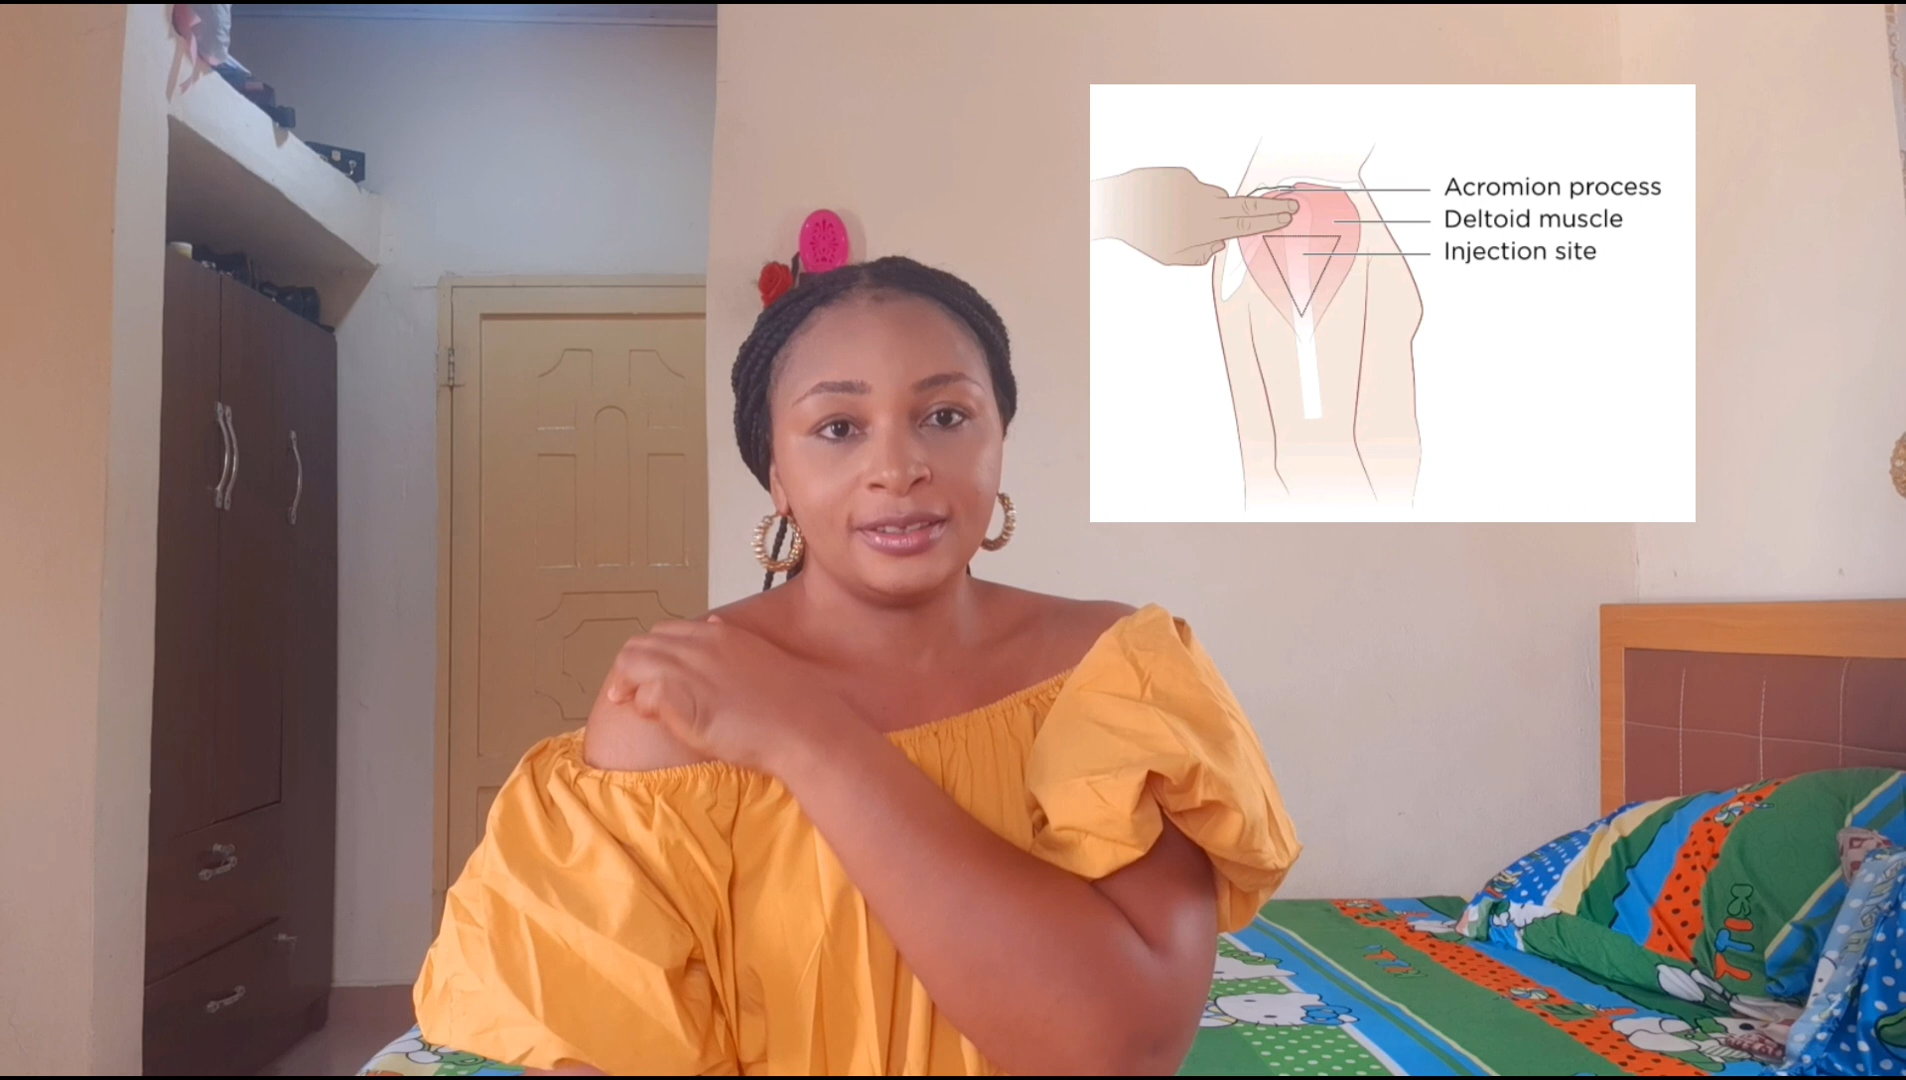 Acromion process
Deltoid muscle
Injection site